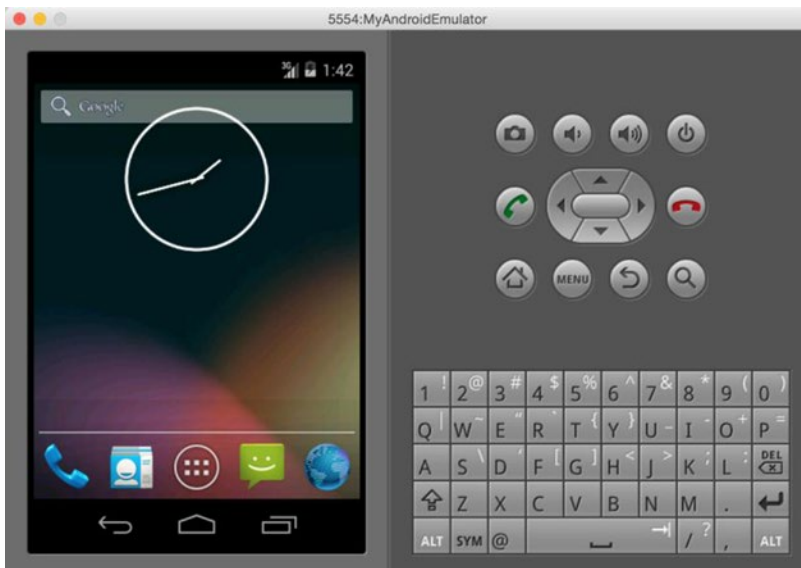 5554:MyAndroidEmulator
3G 1:42
Google
MENU
1 ! 2 @ 3 # 4 $ 5 % 6 ^ 7 & 8 * 9 ( 0 )
Q | W ~ E " R ` T { Y } U _ I - O + P =
A S \ D ' F [ G ] H < J > K ; L : DEL
Z X C V B N M .
ALT SYM @ / ? , ALT